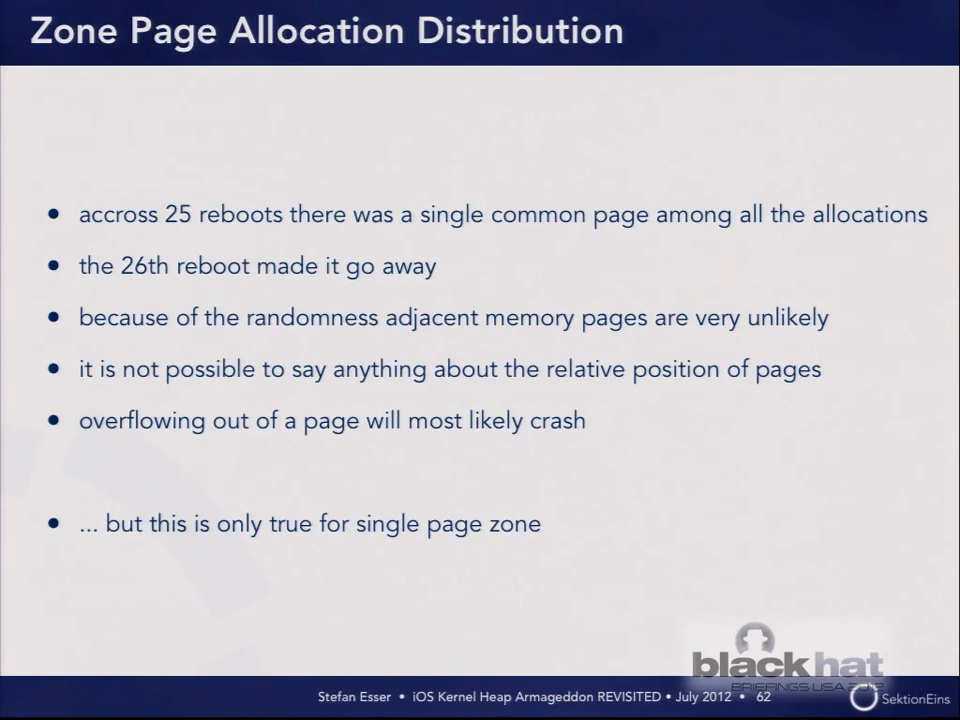 Zone Page Allocation Distribution
• accross 25 reboots there was a single common page among all the allocations
• the 26th reboot made it go away
• because of the randomness adjacent memory pages are very unlikely
• it is not possible to say anything about the relative position of pages
• overflowing out of a page will most likely crash
• ... but this is only true for single page zone
blackhat
BRIEFINGS USA 2012
Stefan Esser • iOS Kernel Heap Armageddon REVISITED • July 2012 • 62
SektionEins